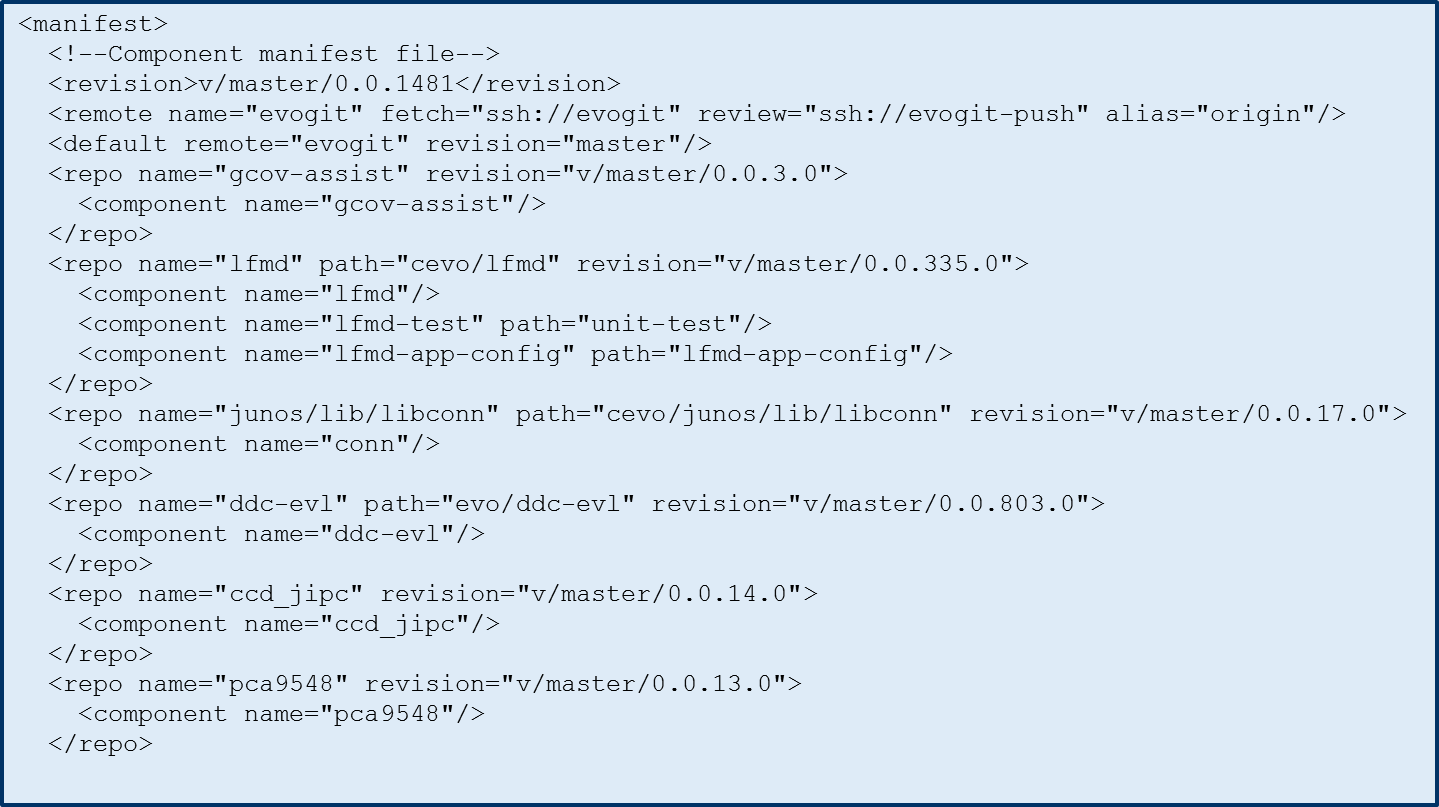 <manifest>
  <!--Component manifest file-->
  <revision>v/master/0.0.1481</revision>
  <remote name="evogit" fetch="ssh://evogit" review="ssh://evogit-push" alias="origin"/>
  <default remote="evogit" revision="master"/>
  <repo name="gcov-assist" revision="v/master/0.0.3.0">
    <component name="gcov-assist"/>
  </repo>
  <repo name="lfmd" path="cevo/lfmd" revision="v/master/0.0.335.0">
    <component name="lfmd"/>
    <component name="lfmd-test" path="unit-test"/>
    <component name="lfmd-app-config" path="lfmd-app-config"/>
  </repo>
  <repo name="junos/lib/libconn" path="cevo/junos/lib/libconn" revision="v/master/0.0.17.0">
    <component name="conn"/>
  </repo>
  <repo name="ddc-evl" path="evo/ddc-evl" revision="v/master/0.0.803.0">
    <component name="ddc-evl"/>
  </repo>
  <repo name="ccd_jipc" revision="v/master/0.0.14.0">
    <component name="ccd_jipc"/>
  </repo>
  <repo name="pca9548" revision="v/master/0.0.13.0">
    <component name="pca9548"/>
  </repo>